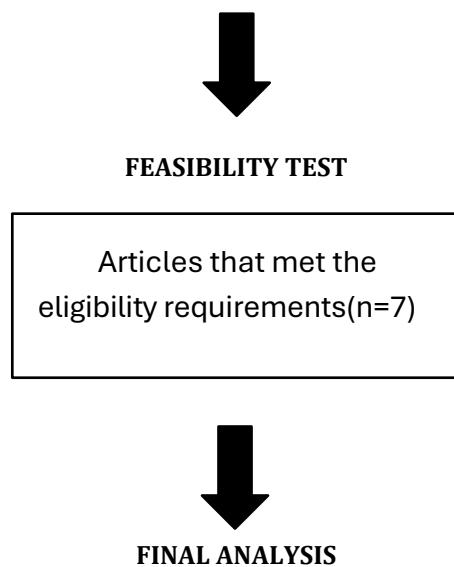 FEASIBILITY TEST
Articles that met the
eligibility requirements(n=7)
FINAL ANALYSIS